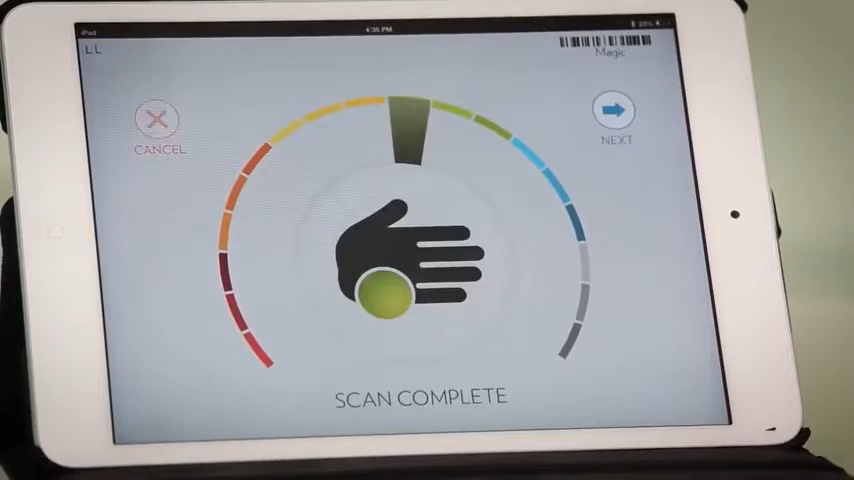 iPad
4:35 PM
LL
Magic
CANCEL
NEXT
SCAN COMPLETE